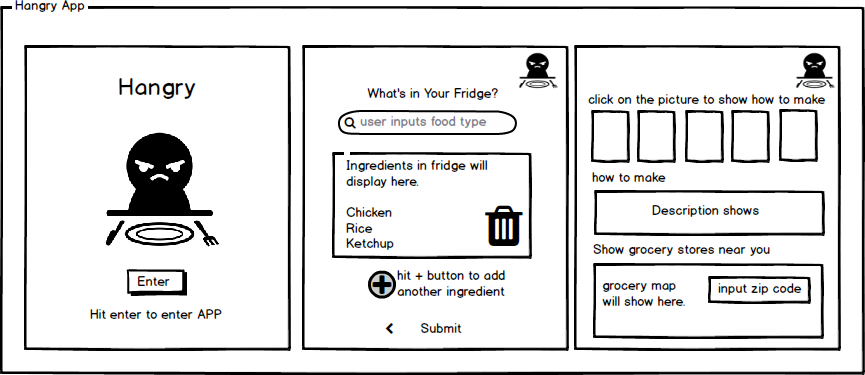 Hangry App
Hangry
Enter
Hit enter to enter APP
What's in Your Fridge?
user inputs food type
Ingredients in fridge will
display here.
Chicken
Rice
Ketchup
hit + button to add
another ingredient
Submit
click on the picture to show how to make
how to make
Description shows
Show grocery stores near you
grocery map
will show here.
input zip code